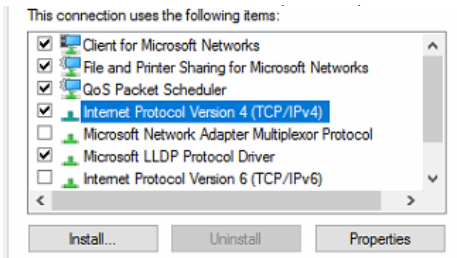 This connection uses the following items:
Client for Microsoft Networks
File and Printer Sharing for Microsoft Networks
QoS Packet Scheduler
Internet Protocol Version 4 (TCP/IPv4)
Microsoft Network Adapter Multiplexor Protocol
Microsoft LLDP Protocol Driver
Internet Protocol Version 6 (TCP/IPv6)
Install... Uninstall Properties